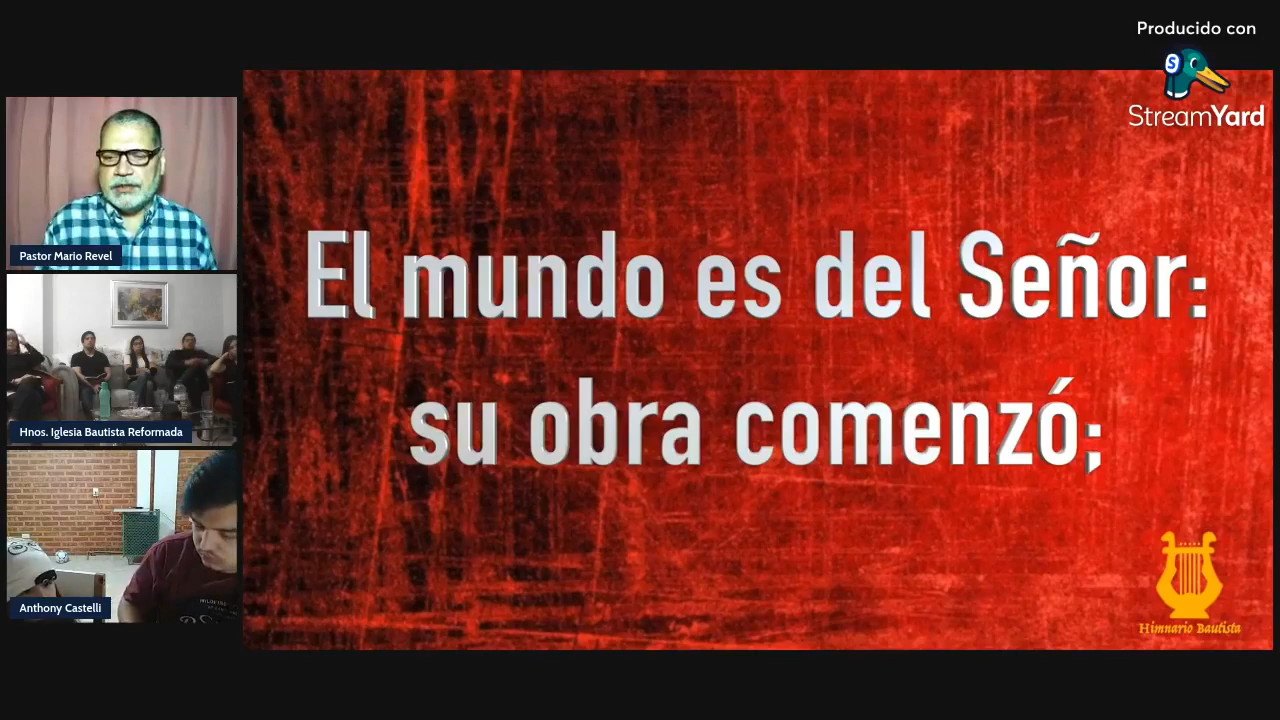 Producido con
S
StreamYard
Pastor Mario Revel
Hnos. Iglesia Bautista Reformada
Anthony Castelli
El mundo es del Señor:
su obra comenzó;
Himnario Bautista